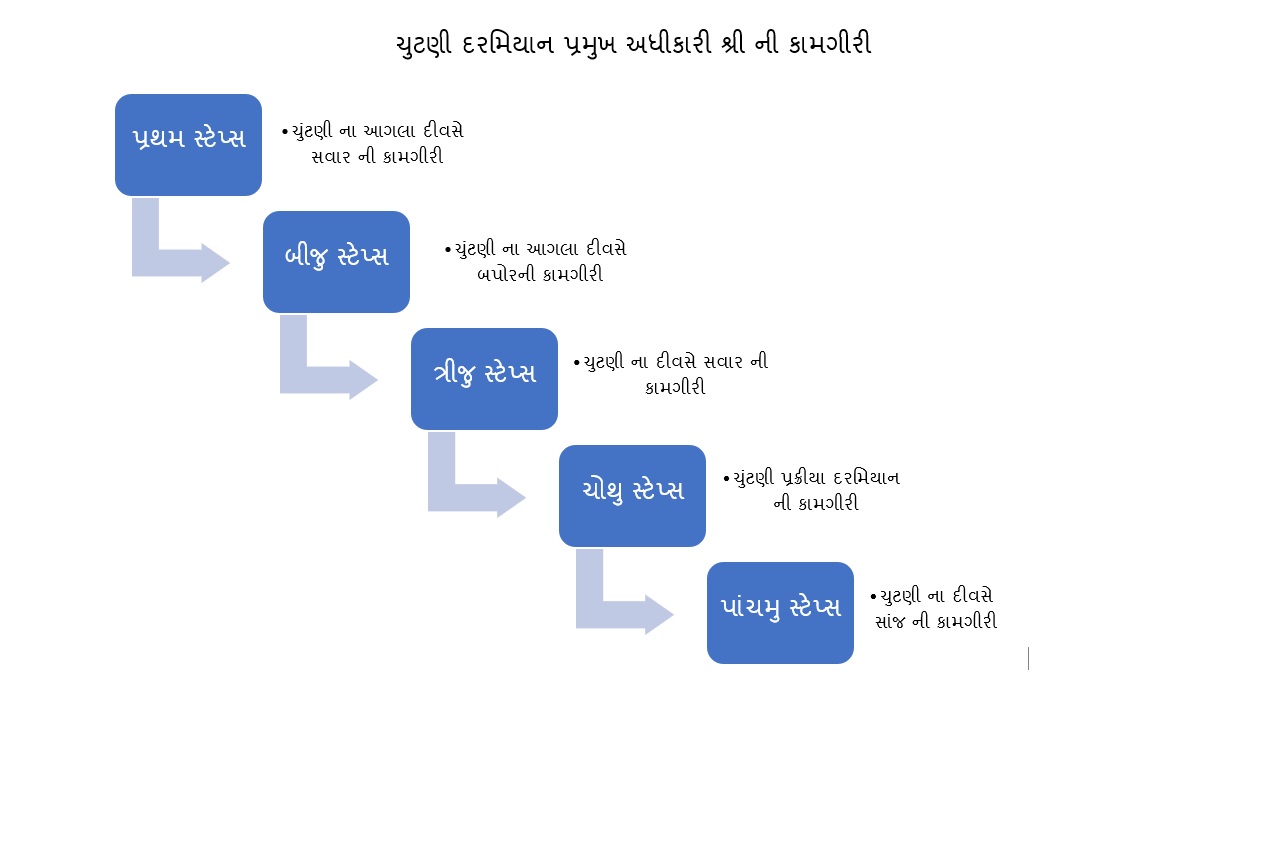 ચુટણી દરમિયાન પ્રમુખ અધીકારી શ્રી ની કામગીરી
પ્રથમ સ્ટેપ્સ
•ચુંટણી ના આગલા દીવસે
સવાર ની કામગીરી
બીજુ સ્ટેપ્સ
•ચુંટણી ના આગલા દીવસે
બપોરની કામગીરી
ત્રીજુ સ્ટેપ્સ
•ચુટણી ના દીવસે સવાર ની
કામગીરી
ચોથુ સ્ટેપ્સ
•ચુંટણી પ્રક્રીયા દરમિયાન
ની કામગીરી
પાંચમુ સ્ટેપ્સ
•ચુટણી ના દીવસે
સાંજ ની કામગીરી